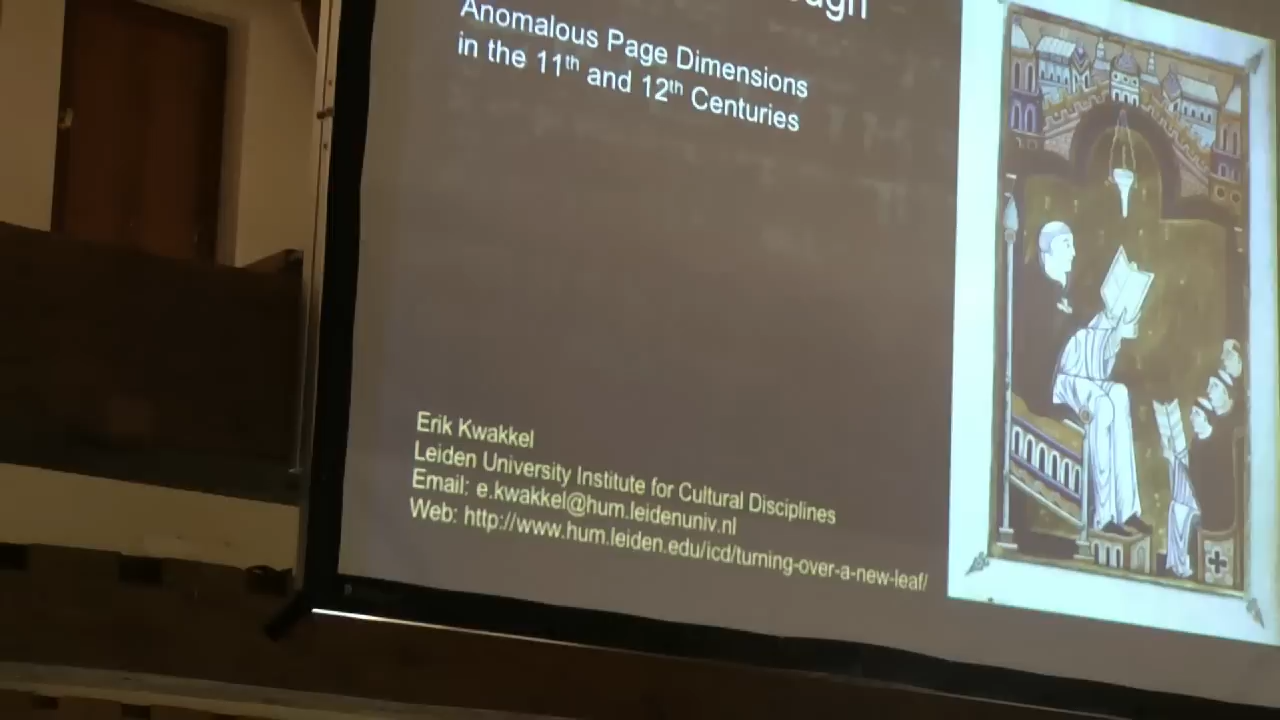 Anomalous Page Dimensions
in the 11th and 12th Centuries
Erik Kwakkel
Leiden University Institute for Cultural Disciplines
Email: e.kwakkel@hum.leidenuniv.nl
Web: http://www.hum.leiden.edu/icd/turning-over-a-new-leaf/